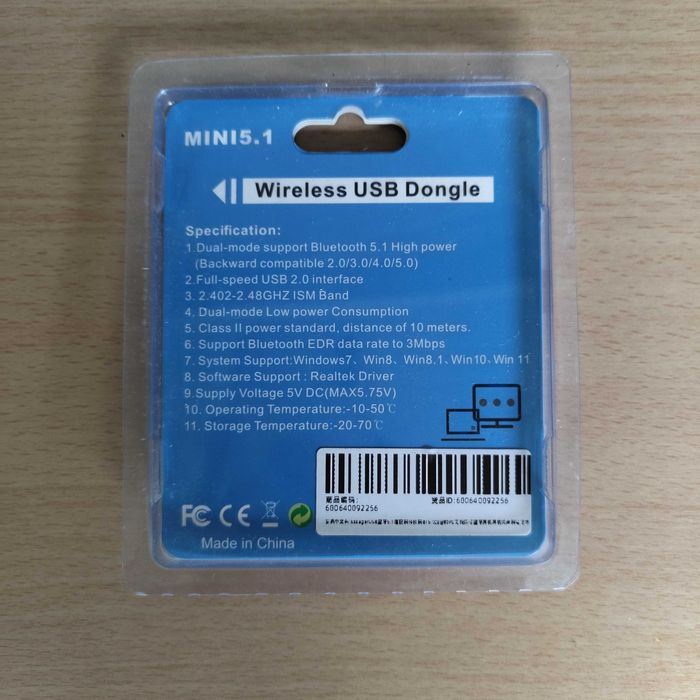 MINI5.1
Wireless USB Dongle
Specification:
1.Dual-mode support Bluetooth 5.1 High power
(Backward compatible 2.0/3.0/4.0/5.0)
2.Full-speed USB 2.0 interface
3. 2.402-2.48GHZ ISM Band
4. Dual-mode Low power Consumption
5. Class II power standard, distance of 10 meters.
6. Support Bluetooth EDR data rate to 3Mbps
7. System Support:Windows7、Win8、Win8.1、Win10、Win 11
8. Software Support : Realtek Driver
9.Supply Voltage 5V DC(MAX5.75V)
10. Operating Temperature:-10-50℃
11. Storage Temperature:-20-70℃
商品编码: 货品ID:600640092256
600640092256
FC CE
Made in China